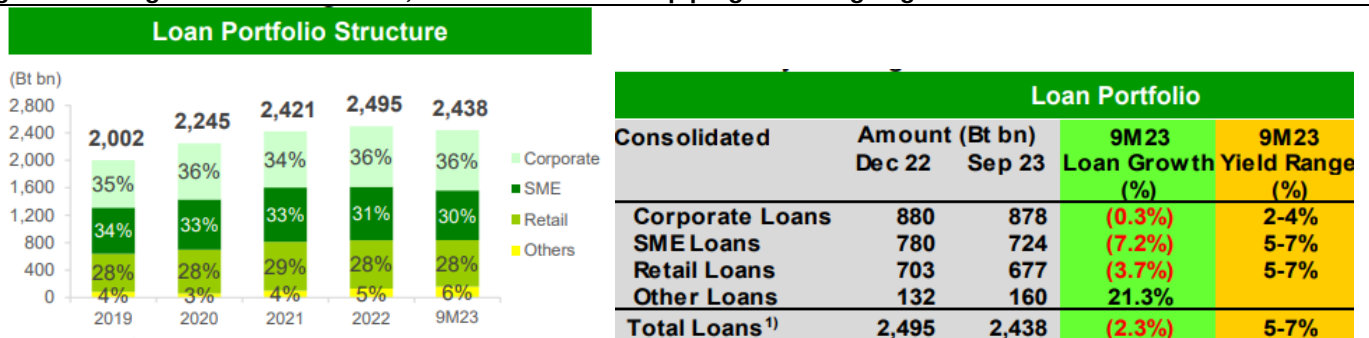 Loan Portfolio Structure
(Bt bn)
2,800
2,400
2,000
1,600
1,200
800
400
0
2,002
2,245
2,421
2,495
2,438
35%
36%
34%
36%
36%
34%
33%
33%
31%
30%
28%
28%
29%
28%
28%
4%
3%
4%
5%
6%
2019
2020
2021
2022
9M23
Corporate
SME
Retail
Others
Loan Portfolio
Consolidated Amount (Bt bn) 9M23 9M23
Dec 22 Sep 23 Loan Growth Yield Range
(%) (%)
Corporate Loans 880 878 (0.3%) 2-4%
SME Loans 780 724 (7.2%) 5-7%
Retail Loans 703 677 (3.7%) 5-7%
Other Loans 132 160 21.3%
Total Loans¹⁾ 2,495 2,438 (2.3%) 5-7%